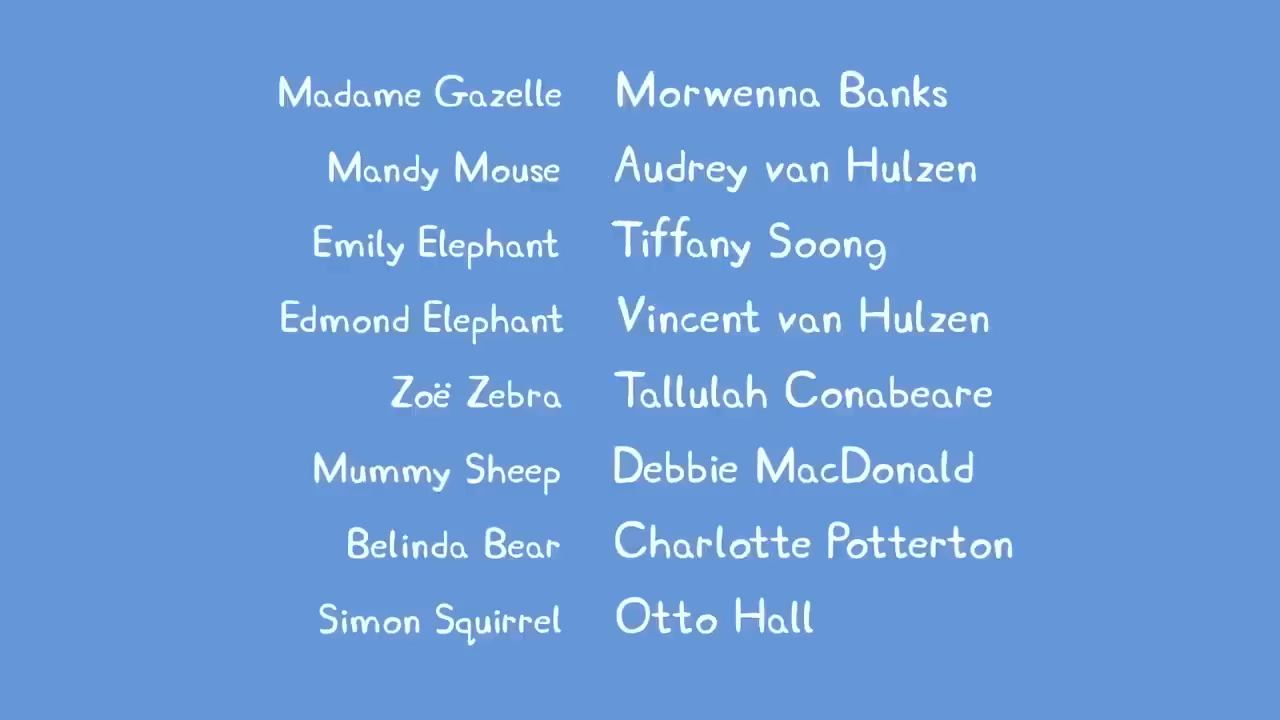 Madame Gazelle Morwenna Banks
Mandy Mouse Audrey van Hulzen
Emily Elephant Tiffany Soong
Edmond Elephant Vincent van Hulzen
Zoë Zebra Tallulah Conabeare
Mummy Sheep Debbie MacDonald
Belinda Bear Charlotte Potterton
Simon Squirrel Otto Hall